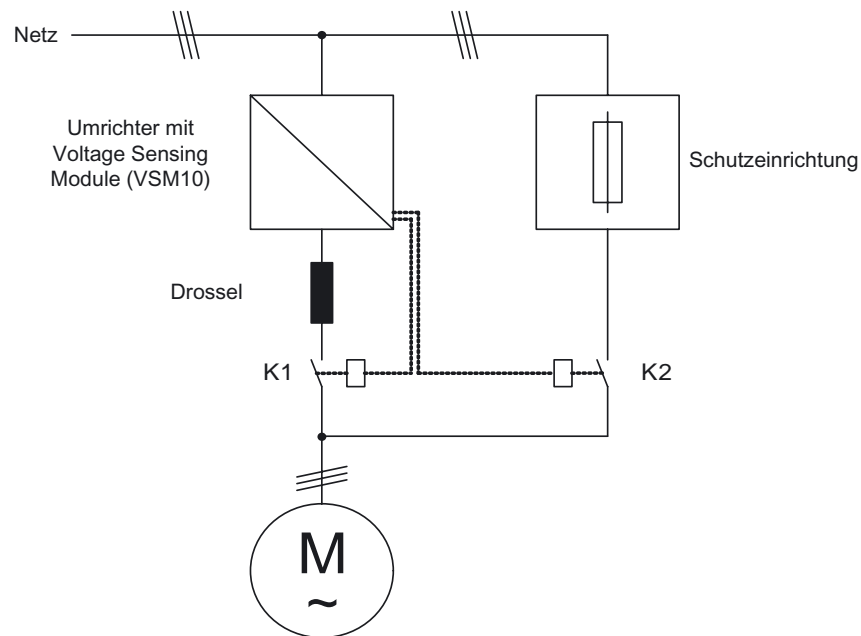 Netz
Umrichter mit
Voltage Sensing
Module (VSM10)
Schutzeinrichtung
Drossel
K1
K2
M
~